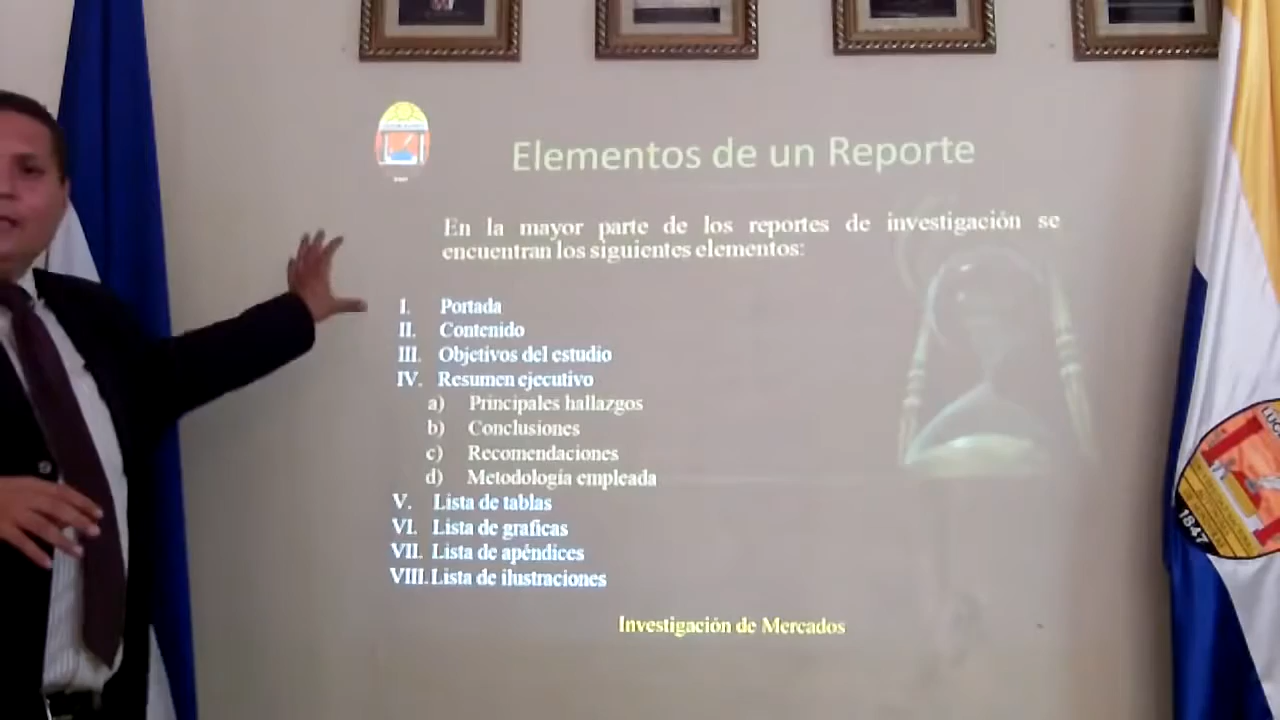 Elementos de un Reporte
En la mayor parte de los reportes de investigación se
encuentran los siguientes elementos:
I. Portada
II. Contenido
III. Objetivos del estudio
IV. Resumen ejecutivo
a) Principales hallazgos
b) Conclusiones
c) Recomendaciones
d) Metodología empleada
V. Lista de tablas
VI. Lista de graficas
VII. Lista de apéndices
VIII. Lista de ilustraciones
Investigación de Mercados
1847